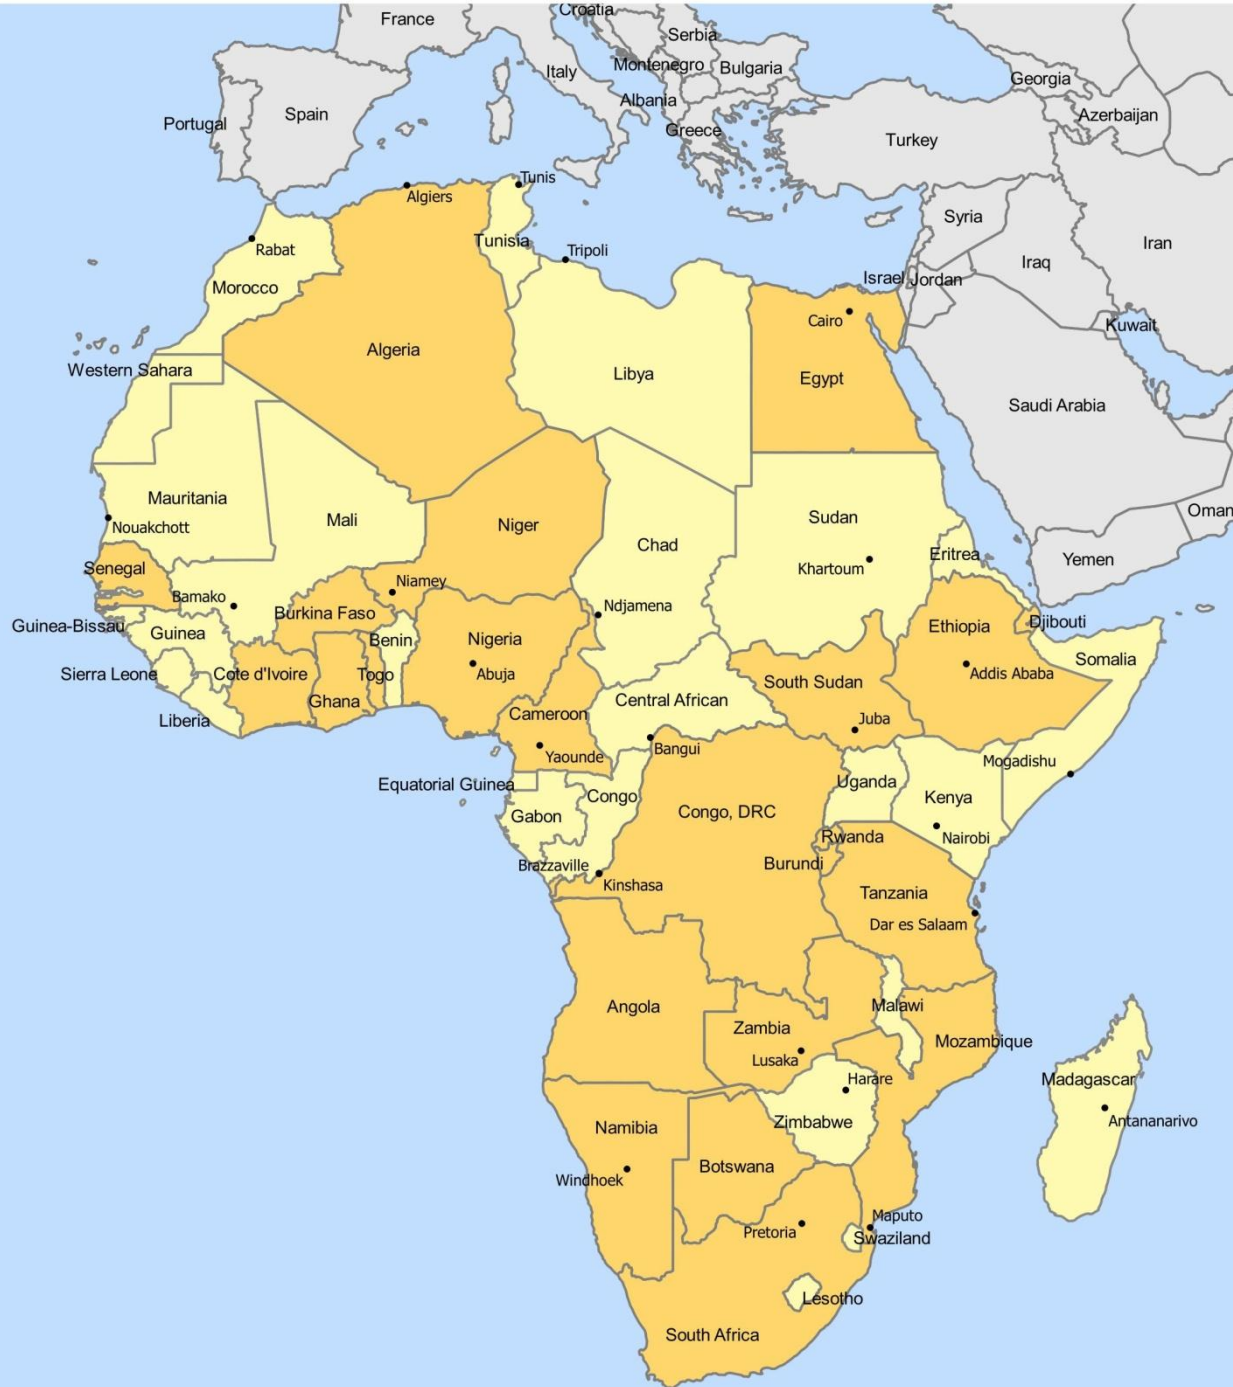 Croatia
France
Serbia
Italy
Montenegro
Bulgaria
Georgia
Albania
Spain
Azerbaijan
Portugal
Greece
Turkey
Tunis
Algiers
Syria
Tunisia
Rabat
Tripoli
Iran
Iraq
Israel
Jordan
Morocco
Cairo
Kuwait
Algeria
Western Sahara
Libya
Egypt
Saudi Arabia
Mauritania
Oman
Mali
Niger
Sudan
Nouakchott
Chad
Eritrea
Yemen
Senegal
Khartoum
Niamey
Bamako
Burkina Faso
Ndjamena
Guinea-Bissau
Guinea
Benin
Nigeria
Ethiopia
Djibouti
Somalia
Sierra Leone
Cote d'Ivoire
Togo
Abuja
Addis Ababa
South Sudan
Ghana
Central African
Liberia
Cameroon
Juba
Yaounde
Bangui
Mogadishu
Equatorial Guinea
Uganda
Congo
Kenya
Gabon
Congo, DRC
Rwanda
Nairobi
Brazzaville
Burundi
Kinshasa
Tanzania
Dar es Salaam
Angola
Malawi
Zambia
Mozambique
Lusaka
Harare
Madagascar
Zimbabwe
Antananarivo
Namibia
Botswana
Windhoek
Maputo
Pretoria
Swaziland
Lesotho
South Africa